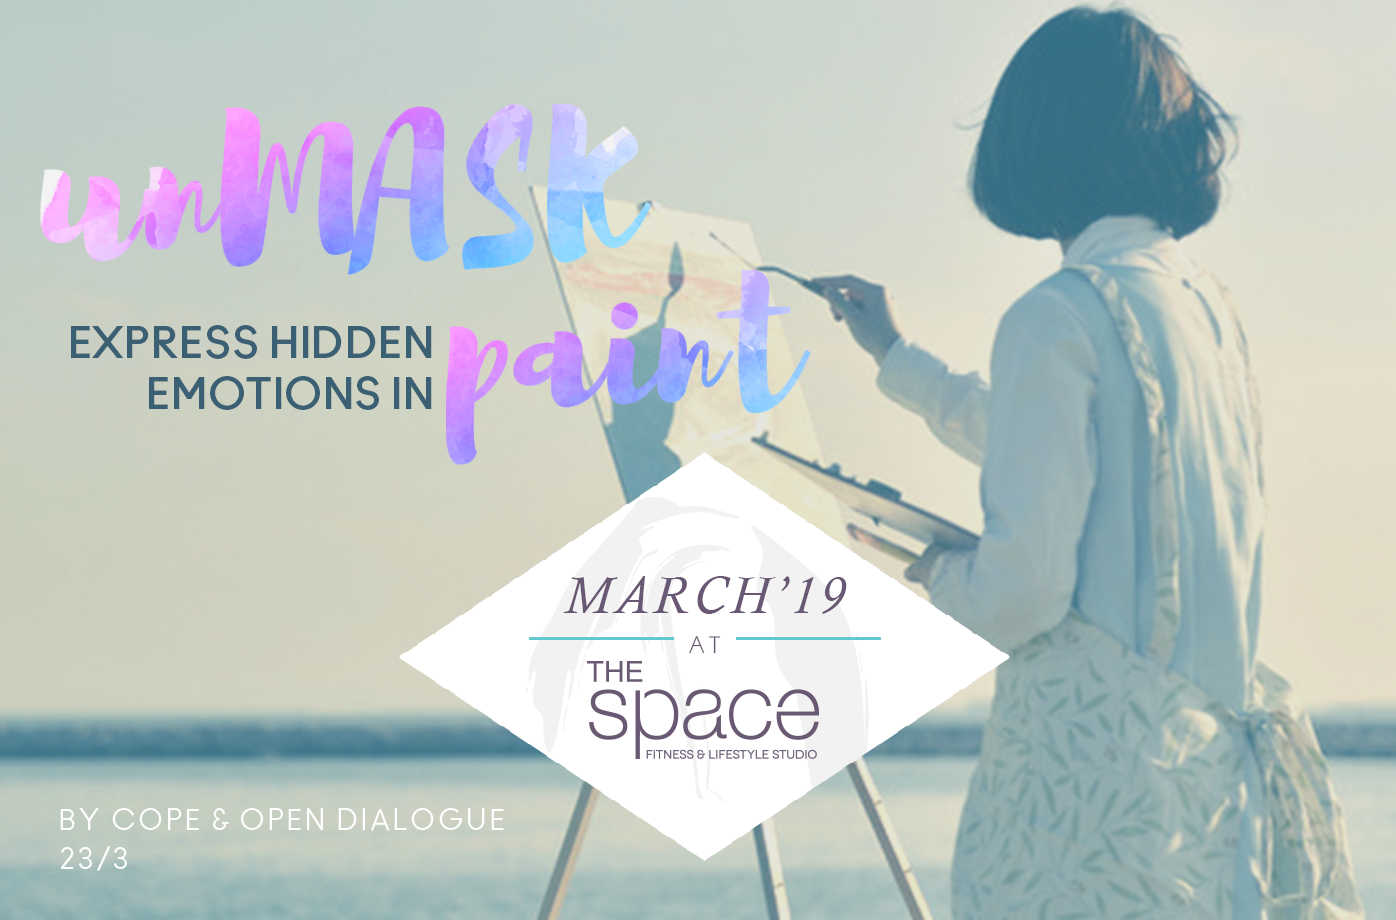 unMASK
EXPRESS HIDDEN
EMOTIONS IN paint
MARCH'19
AT
THE
space
FITNESS & LIFESTYLE STUDIO
BY COPE & OPEN DIALOGUE
23/3